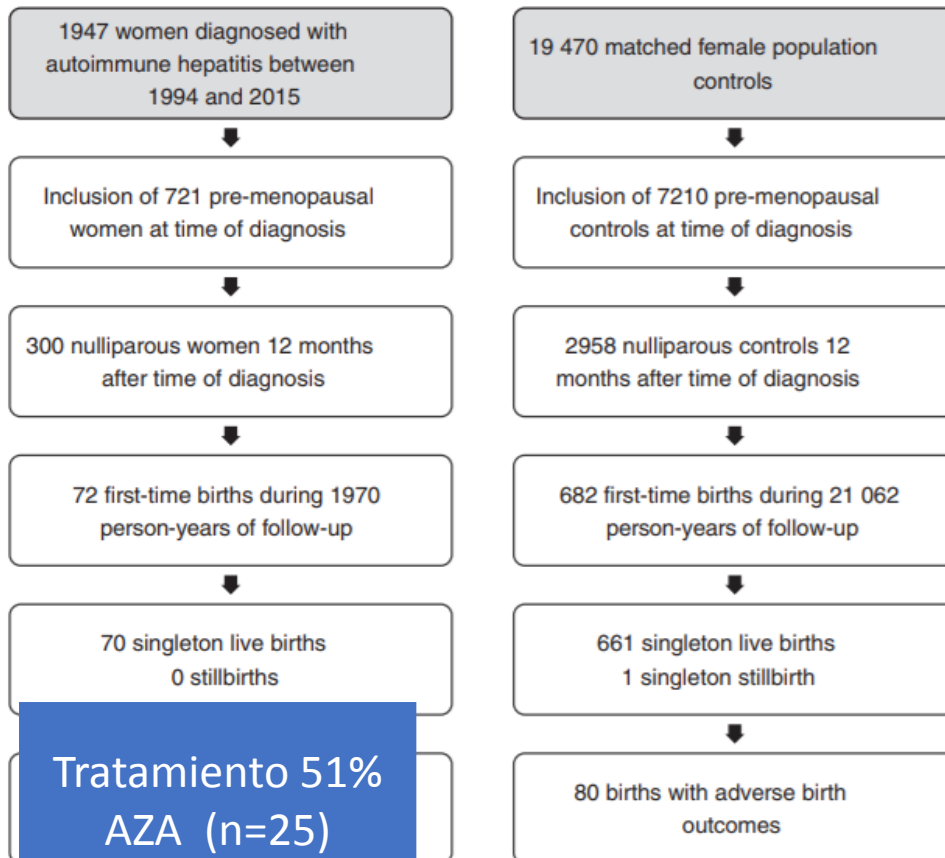 1947 women diagnosed with
autoimmune hepatitis between
1994 and 2015
19 470 matched female population
controls
Inclusion of 721 pre-menopausal
women at time of diagnosis
Inclusion of 7210 pre-menopausal
controls at time of diagnosis
300 nulliparous women 12 months
after time of diagnosis
2958 nulliparous controls 12
months after time of diagnosis
72 first-time births during 1970
person-years of follow-up
682 first-time births during 21 062
person-years of follow-up
70 singleton live births
0 stillbirths
661 singleton live births
1 singleton stillbirth
Tratamiento 51%
AZA (n=25)
80 births with adverse birth
outcomes